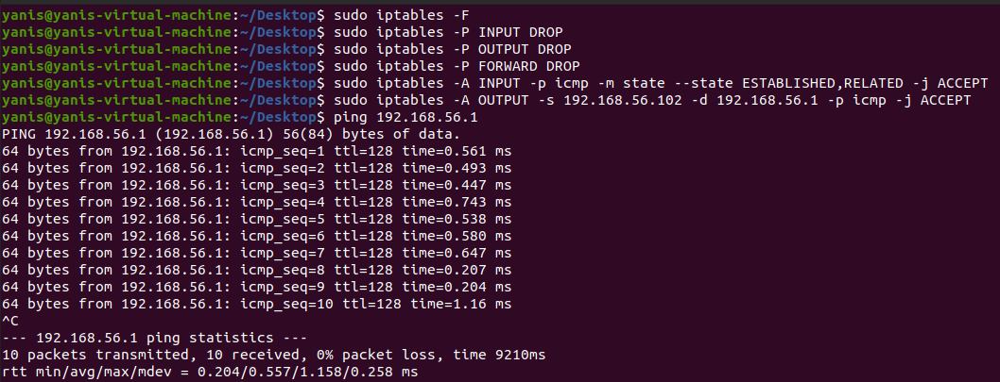 yanis@yanis-virtual-machine:~/Desktop$ sudo iptables -F
yanis@yanis-virtual-machine:~/Desktop$ sudo iptables -P INPUT DROP
yanis@yanis-virtual-machine:~/Desktop$ sudo iptables -P OUTPUT DROP
yanis@yanis-virtual-machine:~/Desktop$ sudo iptables -P FORWARD DROP
yanis@yanis-virtual-machine:~/Desktop$ sudo iptables -A INPUT -p icmp -m state --state ESTABLISHED,RELATED -j ACCEPT
yanis@yanis-virtual-machine:~/Desktop$ sudo iptables -A OUTPUT -s 192.168.56.102 -d 192.168.56.1 -p icmp -j ACCEPT
yanis@yanis-virtual-machine:~/Desktop$ ping 192.168.56.1
PING 192.168.56.1 (192.168.56.1) 56(84) bytes of data.
64 bytes from 192.168.56.1: icmp_seq=1 ttl=128 time=0.561 ms
64 bytes from 192.168.56.1: icmp_seq=2 ttl=128 time=0.493 ms
64 bytes from 192.168.56.1: icmp_seq=3 ttl=128 time=0.447 ms
64 bytes from 192.168.56.1: icmp_seq=4 ttl=128 time=0.743 ms
64 bytes from 192.168.56.1: icmp_seq=5 ttl=128 time=0.538 ms
64 bytes from 192.168.56.1: icmp_seq=6 ttl=128 time=0.580 ms
64 bytes from 192.168.56.1: icmp_seq=7 ttl=128 time=0.647 ms
64 bytes from 192.168.56.1: icmp_seq=8 ttl=128 time=0.207 ms
64 bytes from 192.168.56.1: icmp_seq=9 ttl=128 time=0.204 ms
64 bytes from 192.168.56.1: icmp_seq=10 ttl=128 time=1.16 ms
^C
--- 192.168.56.1 ping statistics ---
10 packets transmitted, 10 received, 0% packet loss, time 9210ms
rtt min/avg/max/mdev = 0.204/0.557/1.158/0.258 ms